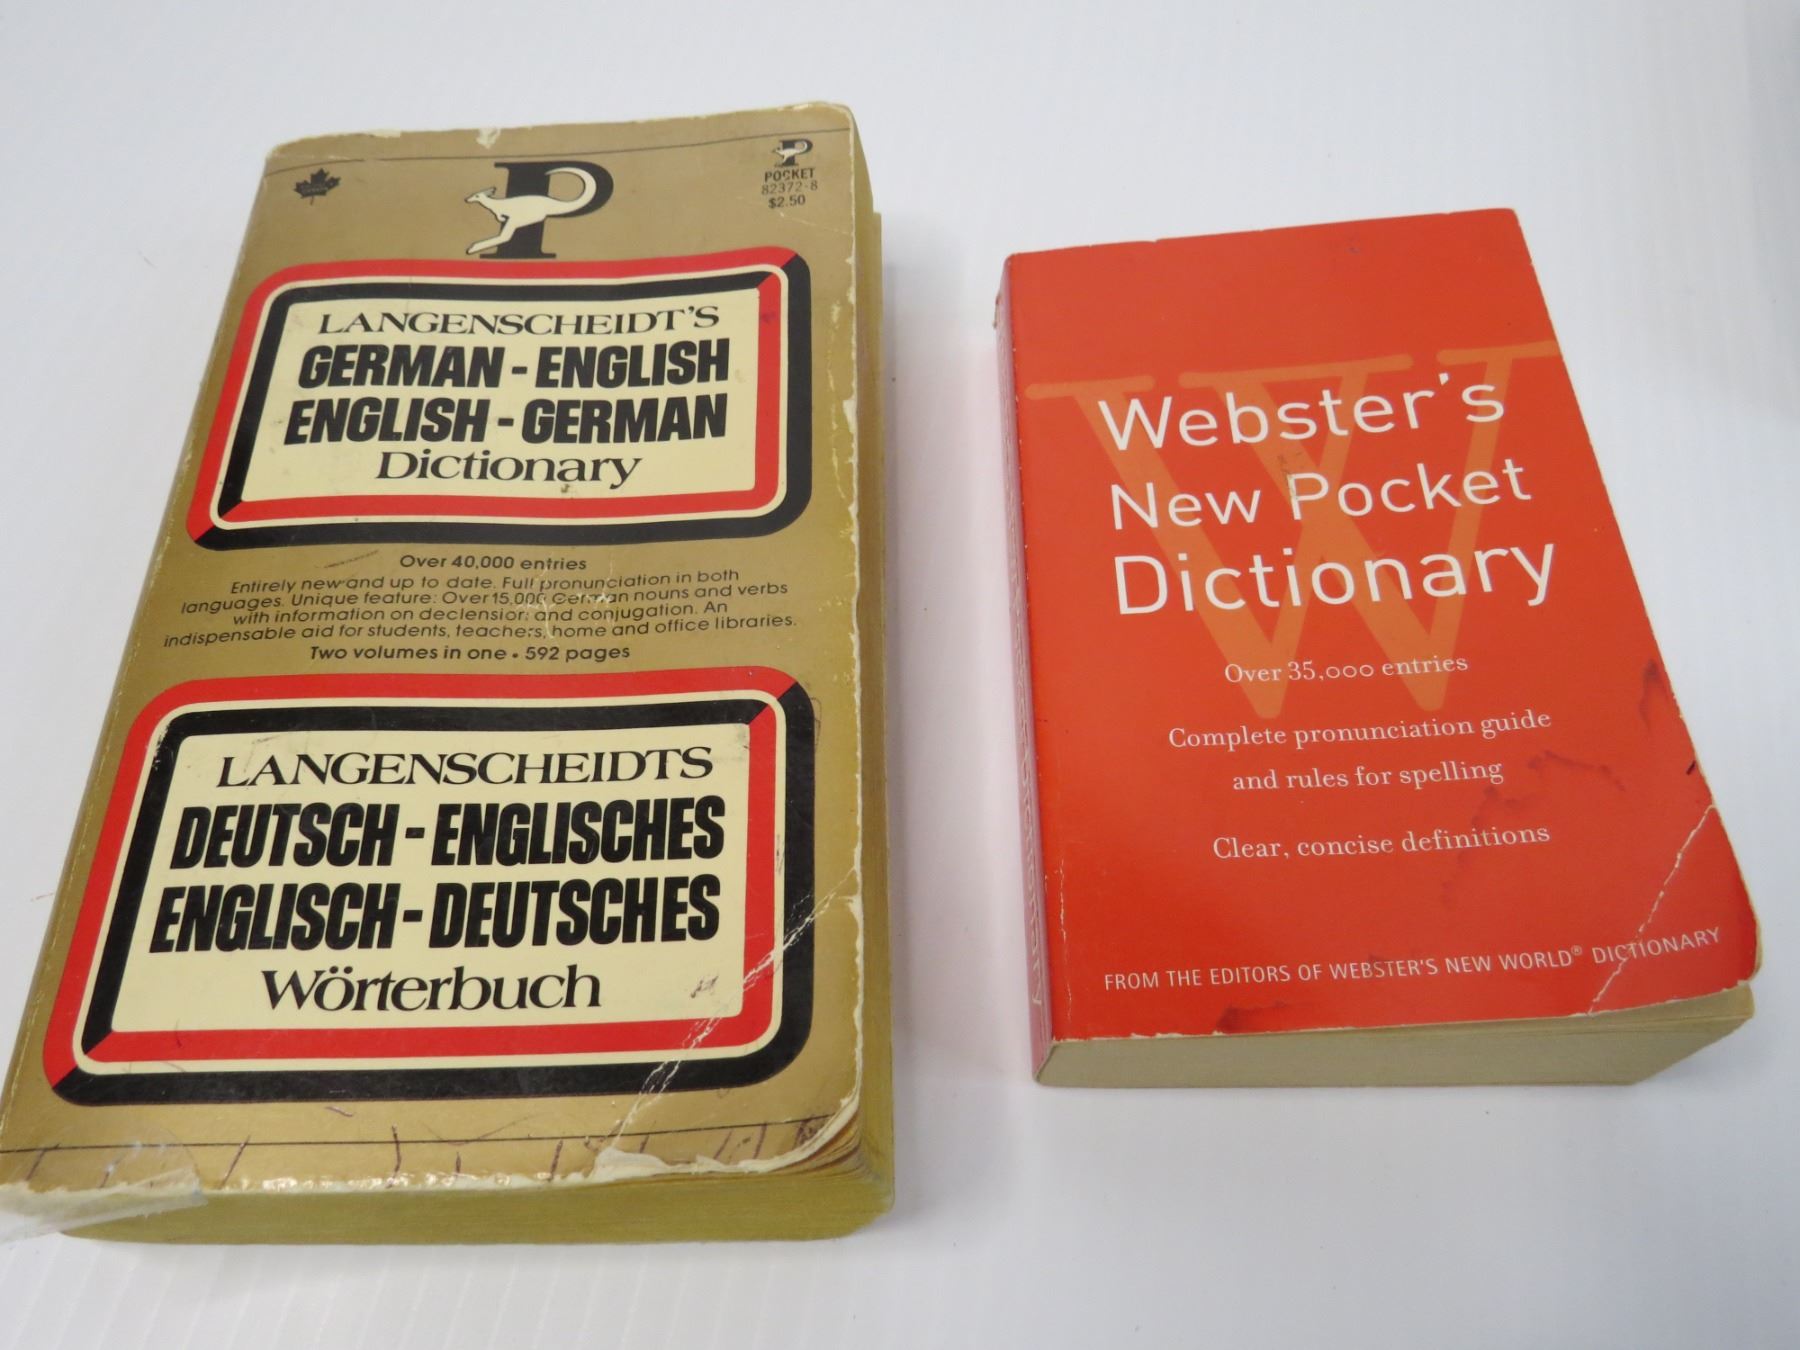 P
P
POCKET
82372-8
$2.50
LANGENSCHEIDT'S
GERMAN - ENGLISH
ENGLISH - GERMAN
Dictionary
Over 40,000 entries
Entirely new and up to date. Full pronunciation in both
languages. Unique feature: Over 15,000 German nouns and verbs
with information on declension and conjugation. An
indispensable aid for students, teachers, home and office libraries.
Two volumes in one • 592 pages
LANGENSCHEIDTS
DEUTSCH - ENGLISCHES
ENGLISCH - DEUTSCHES
Wörterbuch
W
Webster's
New Pocket
Dictionary
Over 35,000 entries
Complete pronunciation guide
and rules for spelling
Clear, concise definitions
FROM THE EDITORS OF WEBSTER'S NEW WORLD® DICTIONARY